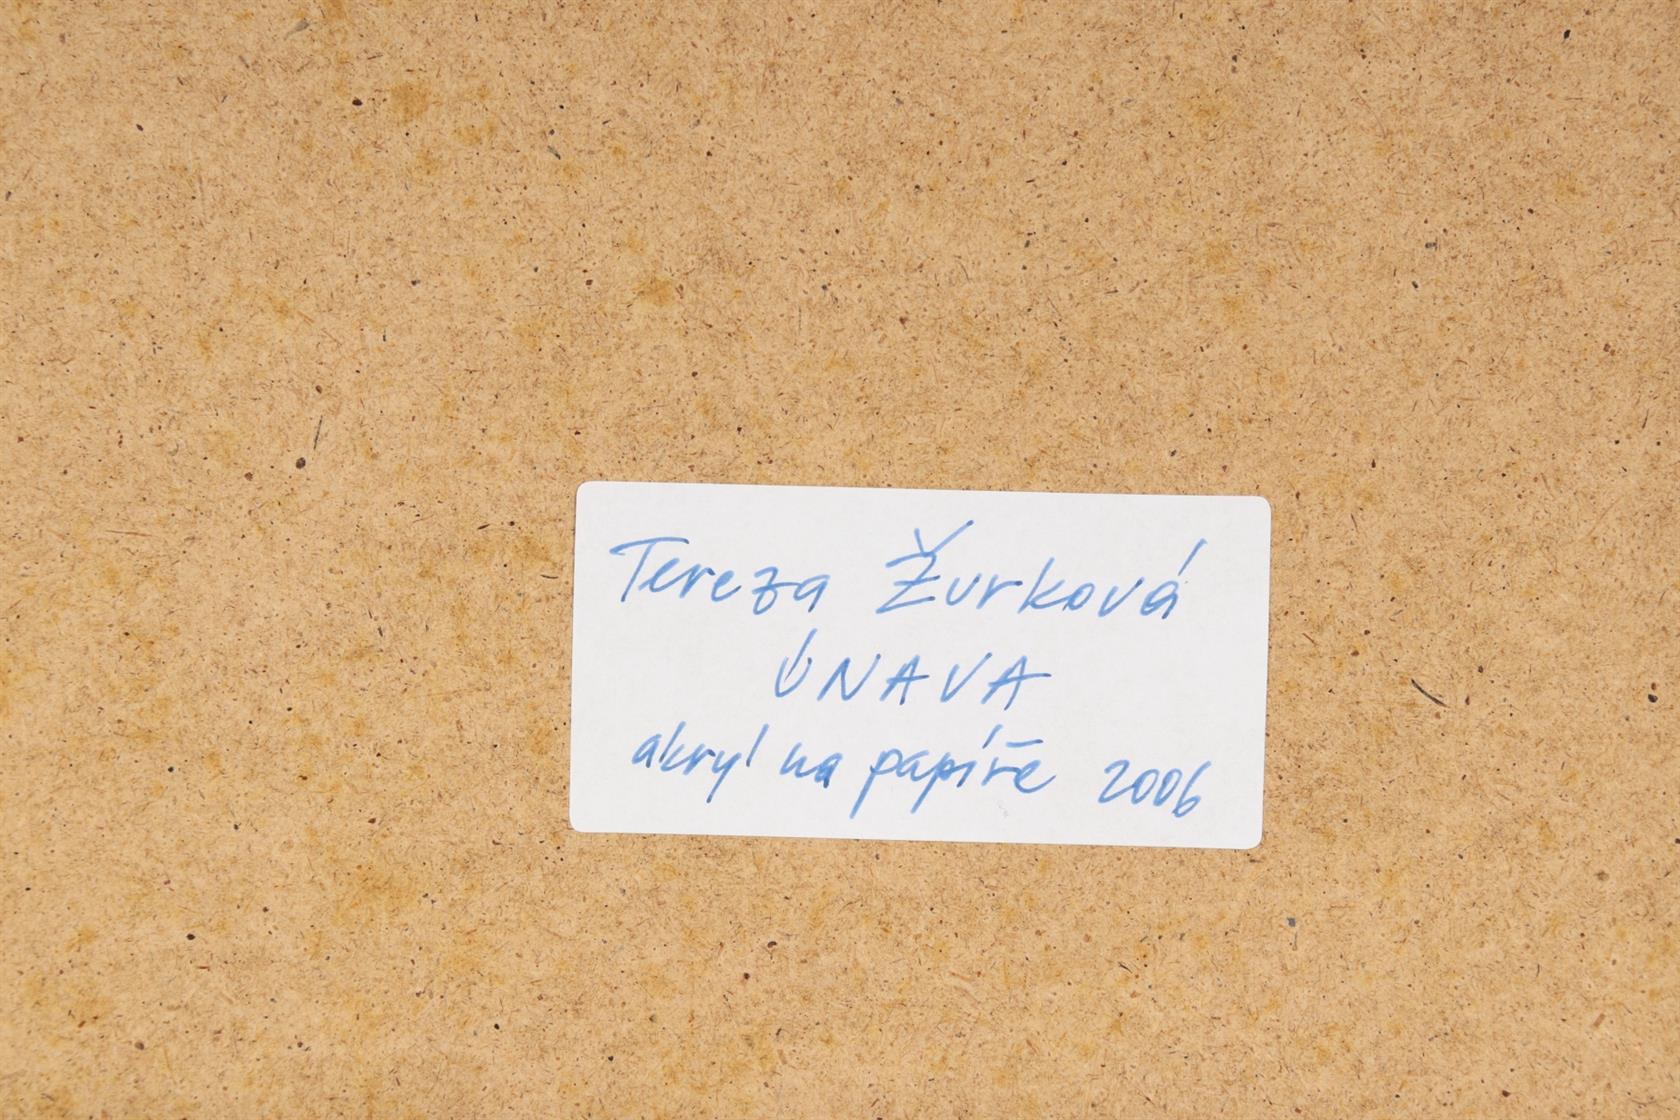 Tereza Žurková
ÚNAVA
akryl na papíře 2006